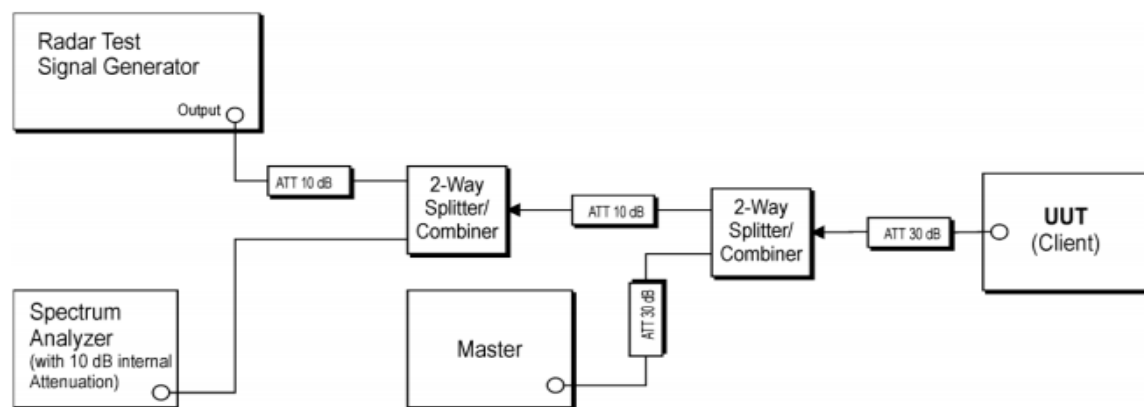 Radar Test
Signal Generator
Output
ATT 10 dB
2-Way
Splitter/
Combiner
ATT 10 dB
2-Way
Splitter/
Combiner
ATT 30 dB
UUT
(Client)
Spectrum
Analyzer
(with 10 dB internal
Attenuation)
Master
ATT 30 dB